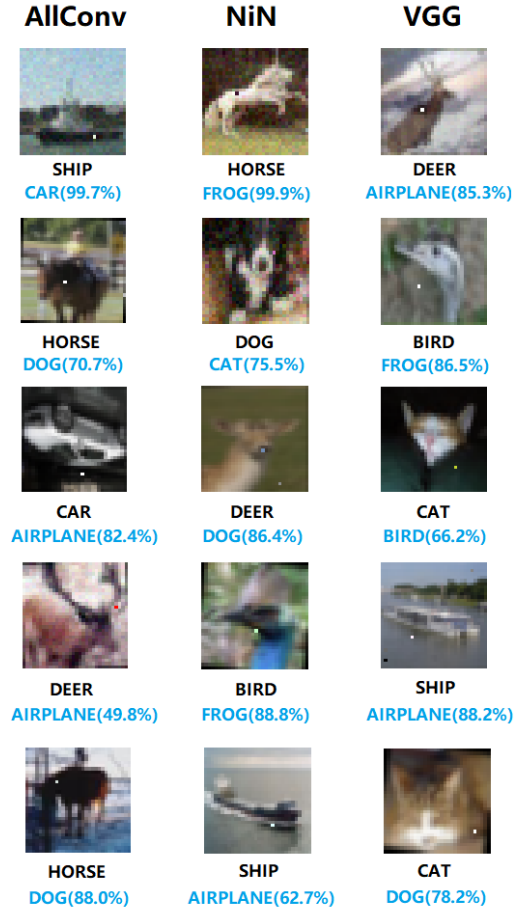 AllConv NiN VGG
SHIP HORSE DEER
CAR(99.7%) FROG(99.9%) AIRPLANE(85.3%)
HORSE DOG BIRD
DOG(70.7%) CAT(75.5%) FROG(86.5%)
CAR DEER CAT
AIRPLANE(82.4%) DOG(86.4%) BIRD(66.2%)
DEER BIRD SHIP
AIRPLANE(49.8%) FROG(88.8%) AIRPLANE(88.2%)
HORSE SHIP CAT
DOG(88.0%) AIRPLANE(62.7%) DOG(78.2%)